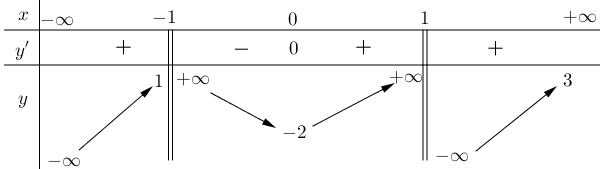 x −∞ −1 0 1 +∞
y′ + − 0 + +
1 +∞ +∞ 3
y
−2
−∞ −∞